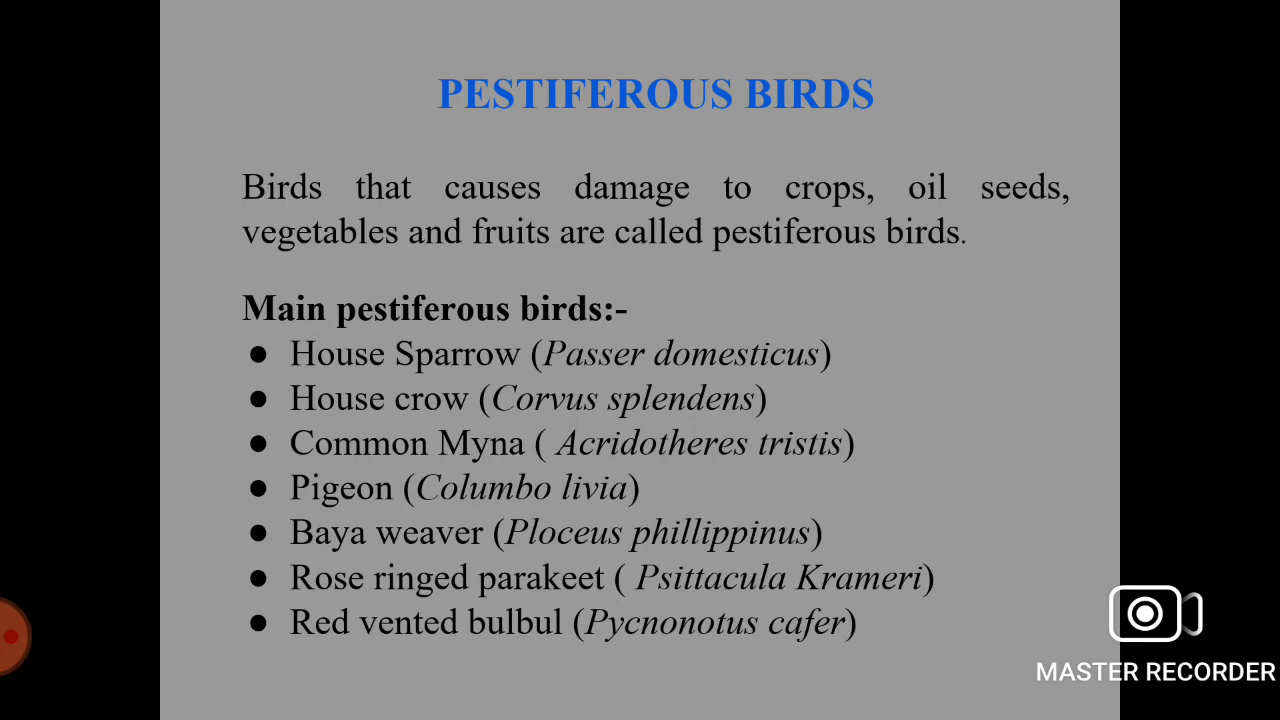 PESTIFEROUS BIRDS
Birds that causes damage to crops, oil seeds,
vegetables and fruits are called pestiferous birds.
Main pestiferous birds:-
● House Sparrow (Passer domesticus)
● House crow (Corvus splendens)
● Common Myna ( Acridotheres tristis)
● Pigeon (Columbo livia)
● Baya weaver (Ploceus phillippinus)
● Rose ringed parakeet ( Psittacula Krameri)
● Red vented bulbul (Pycnonotus cafer)
MASTER RECORDER